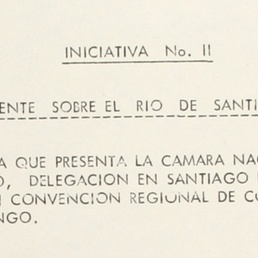 INICIATIVA No. II
ENTE SOBRE EL RIO DE SANTI
A QUE PRESENTA LA CAMARA NA
O, DELEGACION EN SANTIAGO
CONVENCION REGIONAL DE CO
NGO.